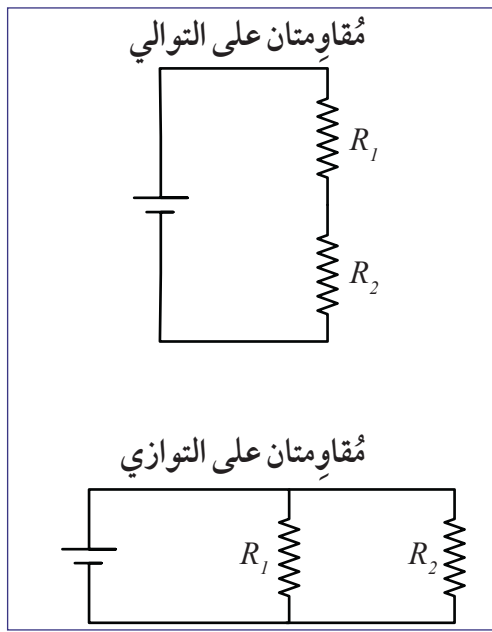 مُقاوِمتان على التوالي
R₁
R₂
مُقاوِمتان على التوازي
R₁ R₂